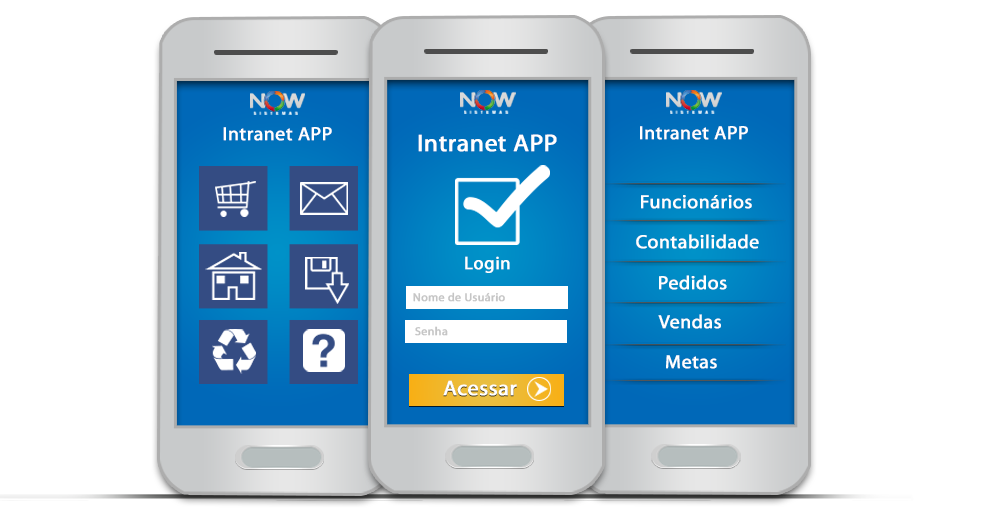 NOW
SISTEMAS
Intranet APP
NOW
SISTEMAS
Intranet APP
Login
Nome de Usuário
Senha
Acessar
NOW
SISTEMAS
Intranet APP
Funcionários
Contabilidade
Pedidos
Vendas
Metas